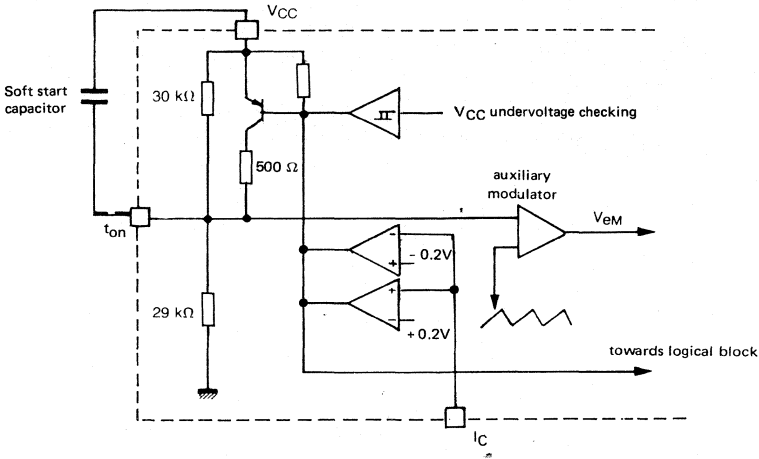 VCC
Soft start
capacitor
30 kΩ
VCC undervoltage checking
500 Ω
auxiliary
modulator
VeM
ton
- 0.2V
29 kΩ
+ 0.2V
towards logical block
IC